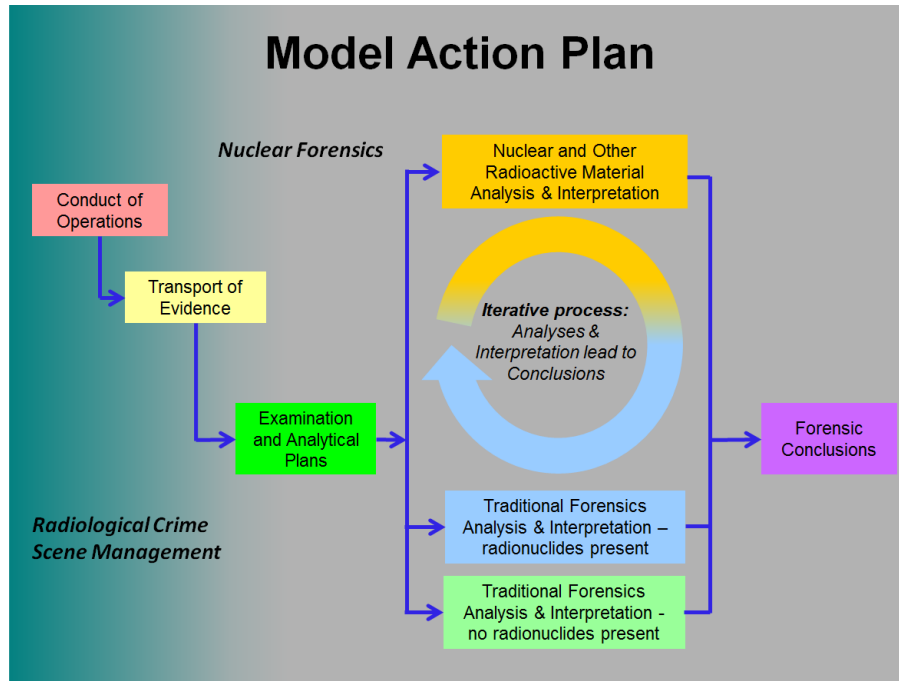 Model Action Plan
Nuclear Forensics
Conduct of
Operations
Transport of
Evidence
Examination
and Analytical
Plans
Nuclear and Other
Radioactive Material
Analysis & Interpretation
Iterative process:
Analyses &
Interpretation lead to
Conclusions
Traditional Forensics
Analysis & Interpretation –
radionuclides present
Traditional Forensics
Analysis & Interpretation -
no radionuclides present
Forensic
Conclusions
Radiological Crime
Scene Management